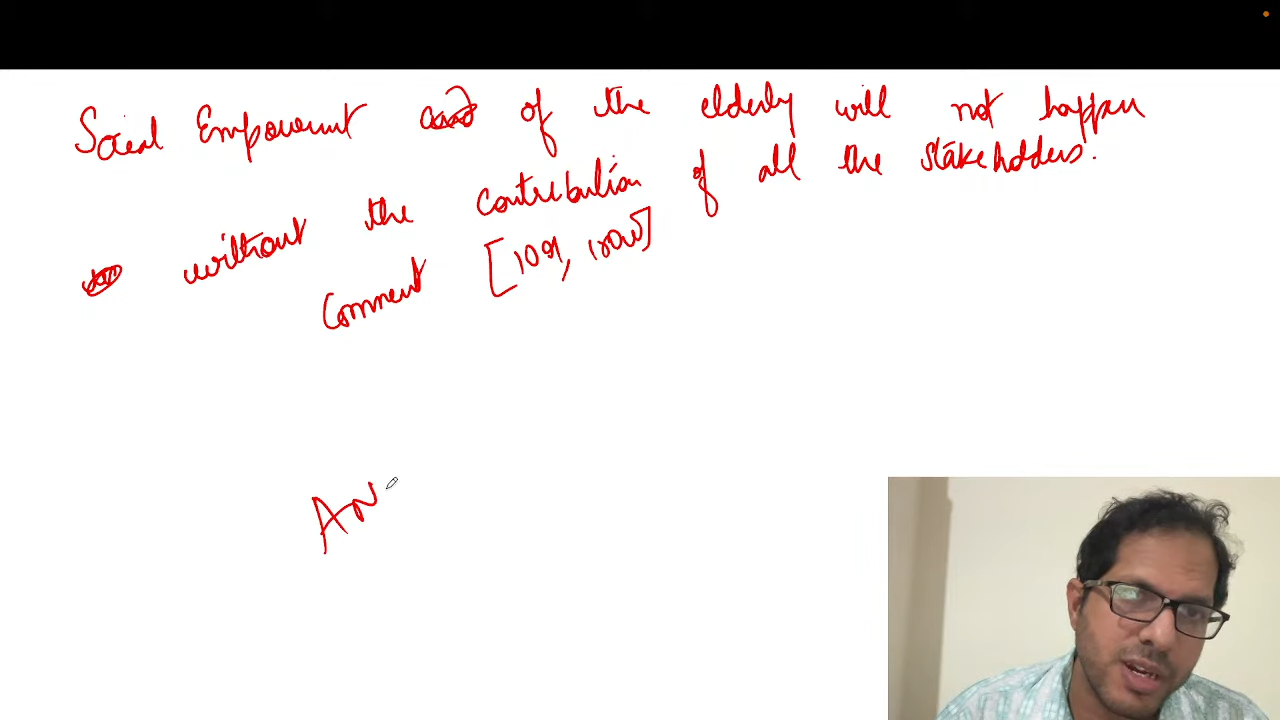 Social Empowerment of the elderly will not happen
without the contribution of all the stakeholders.
Comment [10M, 150W]
AN